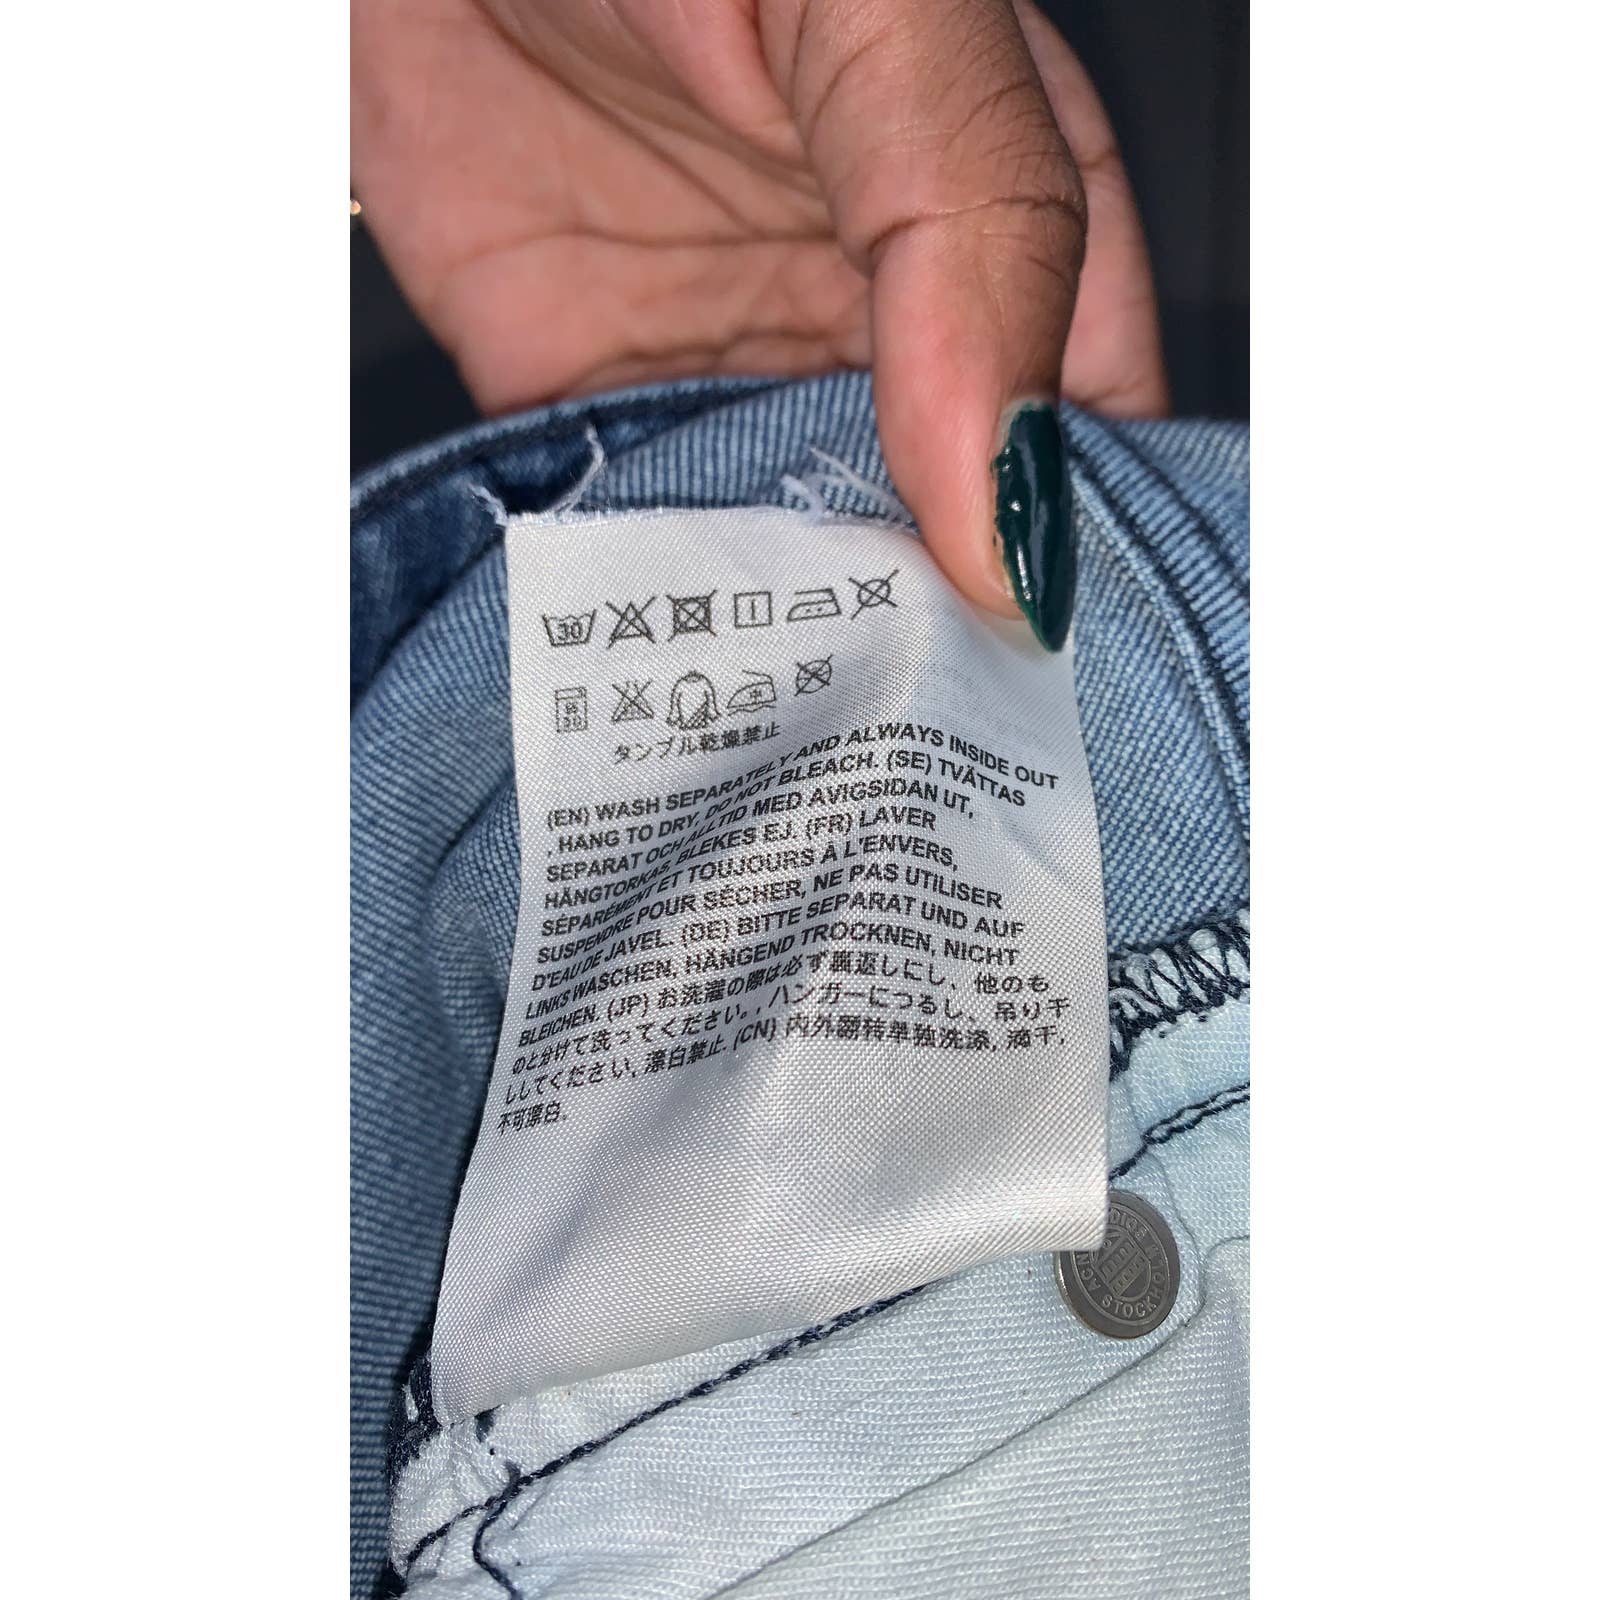 30
タンブル乾燥禁止
(EN) WASH SEPARATELY AND ALWAYS INSIDE OUT
, HANG TO DRY, DO NOT BLEACH. (SE) TVÄTTAS
SEPARAT OCH ALLTID MED AVIGSIDAN UT,
HÄNGTORKAS, BLEKES EJ. (FR) LAVER
SÉPARÉMENT ET TOUJOURS À L'ENVERS,
SUSPENDRE POUR SÉCHER, NE PAS UTILISER
D'EAU DE JAVEL. (DE) BITTE SEPARAT UND AUF
LINKS WASCHEN, HÄNGEND TROCKNEN, NICHT
BLEICHEN. (JP) お洗濯の際は必ず裏返しにし、他のも
のと分けて洗ってください。, ハンガーにつるし、吊り干
ししてください, 漂白禁止. (CN) 内外翻转单独洗涤, 滴干,
不可漂白.
STOCKHOLM